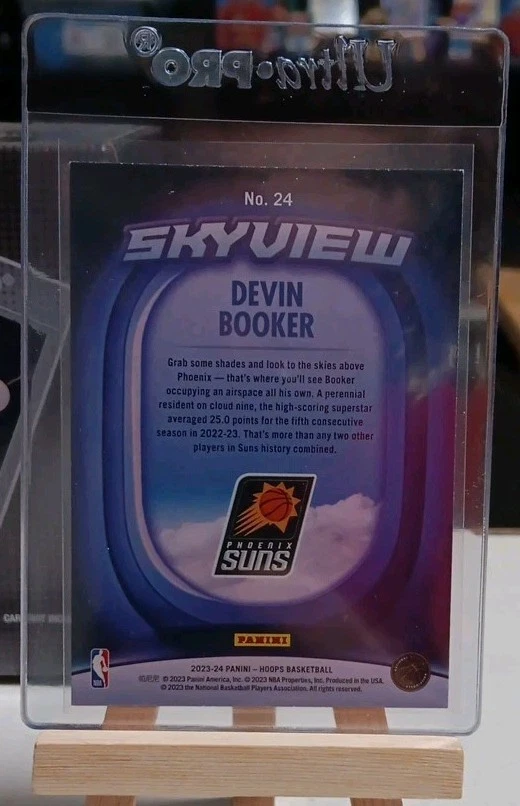 Ultra·PRO®
No. 24
SKYVIEW
DEVIN
BOOKER
Grab some shades and look to the skies above
Phoenix — that's where you'll see Booker
occupying an airspace all his own. A perennial
resident on cloud nine, the high-scoring superstar
averaged 25.0 points for the fifth consecutive
season in 2022-23. That's more than any two other
players in Suns history combined.
PHOENIX
SUNS
PANINI
2023-24 PANINI – HOOPS BASKETBALL
© 2023 Panini America, Inc. © 2023 NBA Properties, Inc. Produced in the USA.
© 2023 the National Basketball Players Association. All rights reserved.
NBA